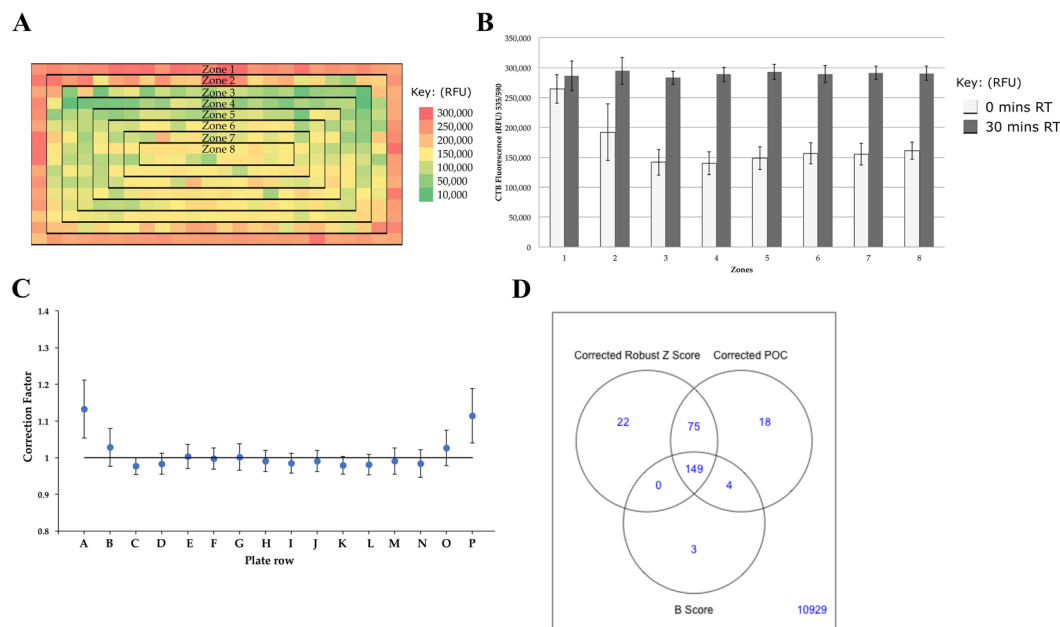 A
Zone 1
Zone 2
Zone 3
Zone 4
Zone 5
Zone 6
Zone 7
Zone 8
Key: (RFU)
300,000
250,000
200,000
150,000
100,000
50,000
10,000
B
CTB Fluorescence (RFU) 535/590
350,000
300,000
250,000
200,000
150,000
100,000
50,000
0
1 2 3 4 5 6 7 8
Zones
Key: (RFU)
0 mins RT
30 mins RT
C
Correction Factor
1.4
1.3
1.2
1.1
1
0.9
0.8
A B C D E F G H I J K L M N O P
Plate row
D
Corrected Robust Z Score Corrected POC
22 75 18
149
0 4
3
B Score
10929